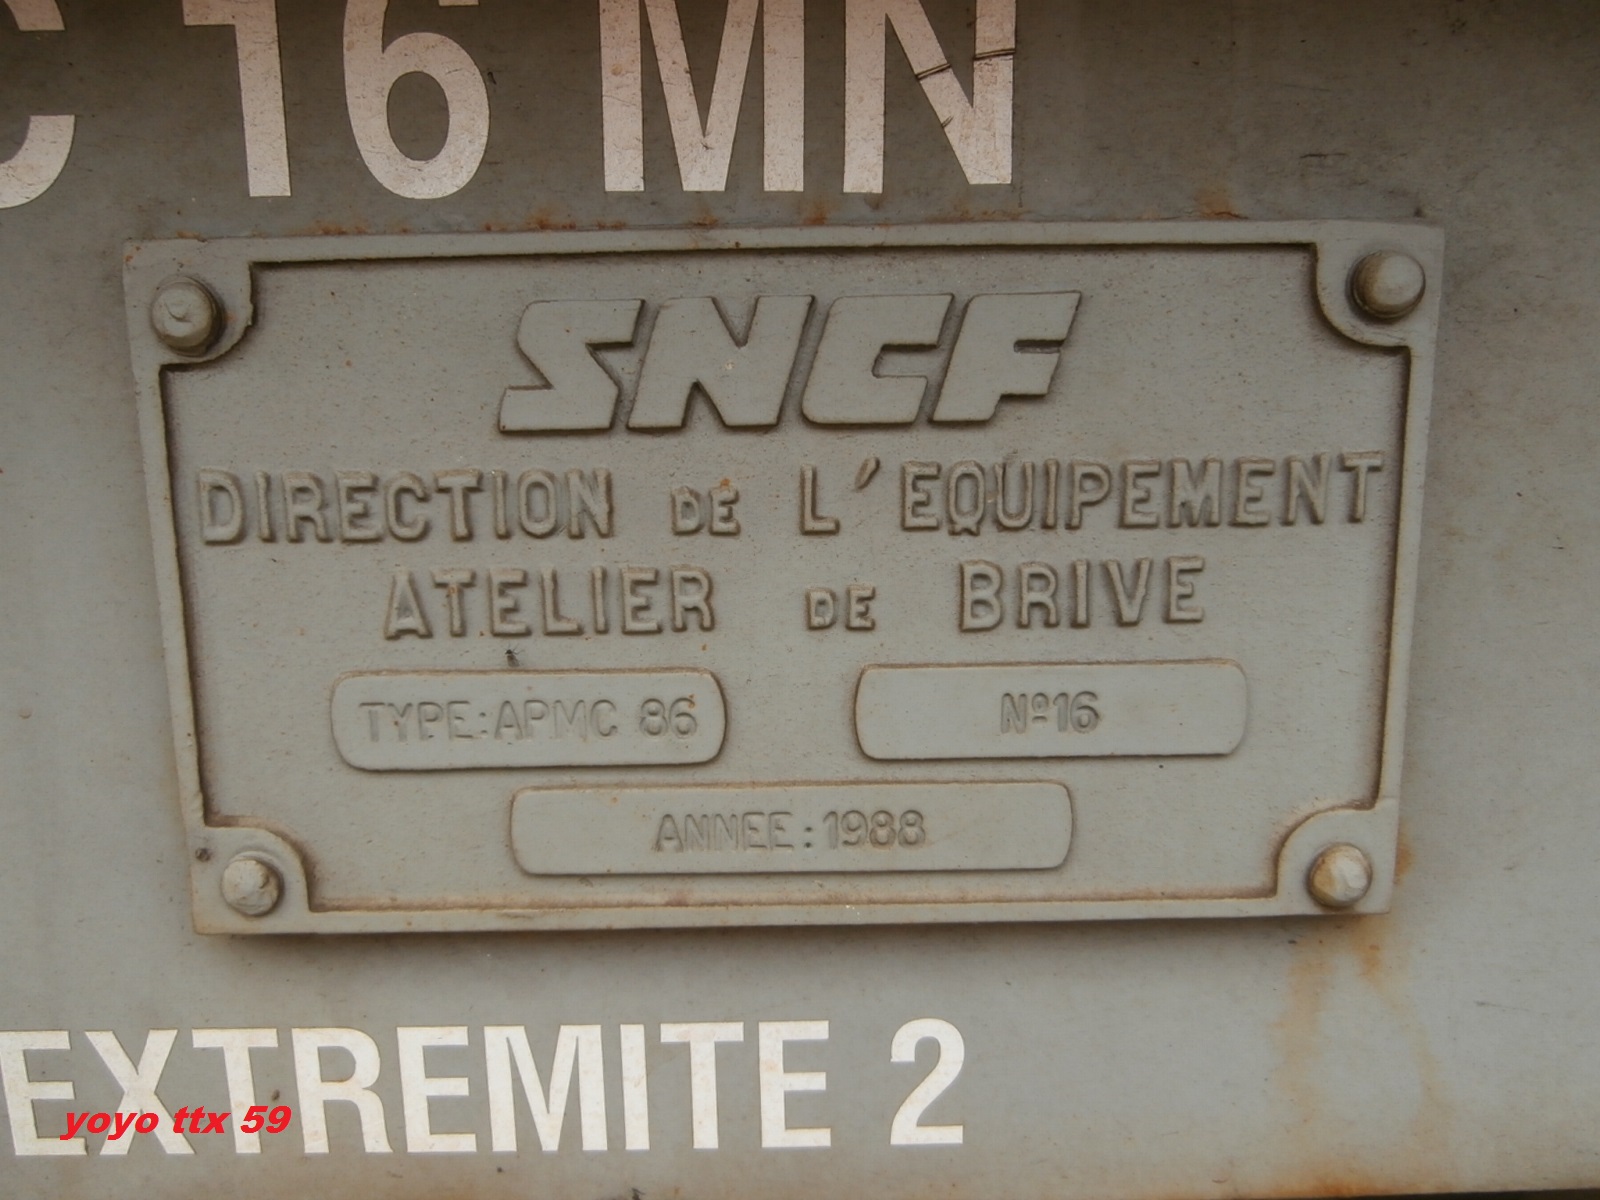 C 16 MN
SNCF
DIRECTION DE L'EQUIPEMENT
ATELIER DE BRIVE
TYPE: APMC 86
Nº16
ANNEE: 1988
EXTREMITE 2
yoyo ttx 59